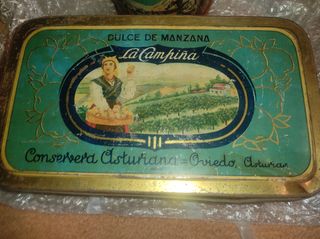 DULCE DE MANZANA
La Campiña
Conservera Asturiana = Oviedo, Asturias